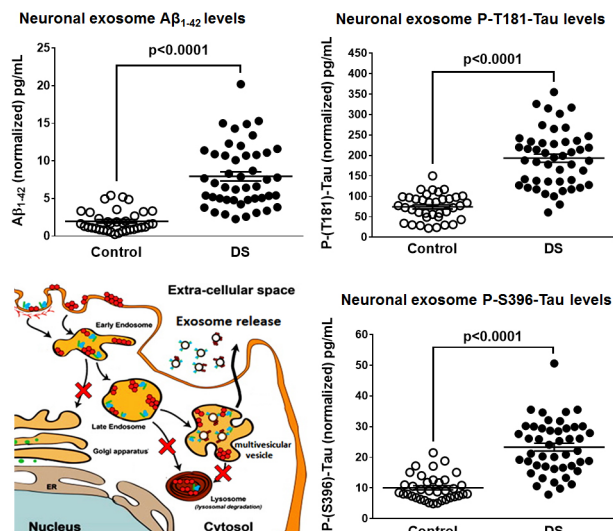 Neuronal exosome Aβ1-42 levels
p<0.0001
Aβ1-42 (normalized) pg/mL
25
20
15
10
5
0
Control DS
Neuronal exosome P-T181-Tau levels
p<0.0001
P-(T181)-Tau (normalized) pg/mL
450
400
350
300
250
200
150
100
50
0
Control DS
Extra-cellular space
Exosome release
Early Endosome
Late Endosome
Golgi apparatus
multivesicular
vesicle
ER
Lysosome
(lysosomal degradation)
Nucleus Cytosol
Neuronal exosome P-S396-Tau levels
p<0.0001
P-(S396)-Tau (normalized) pg/mL
60
50
40
30
20
10
0
Control DS